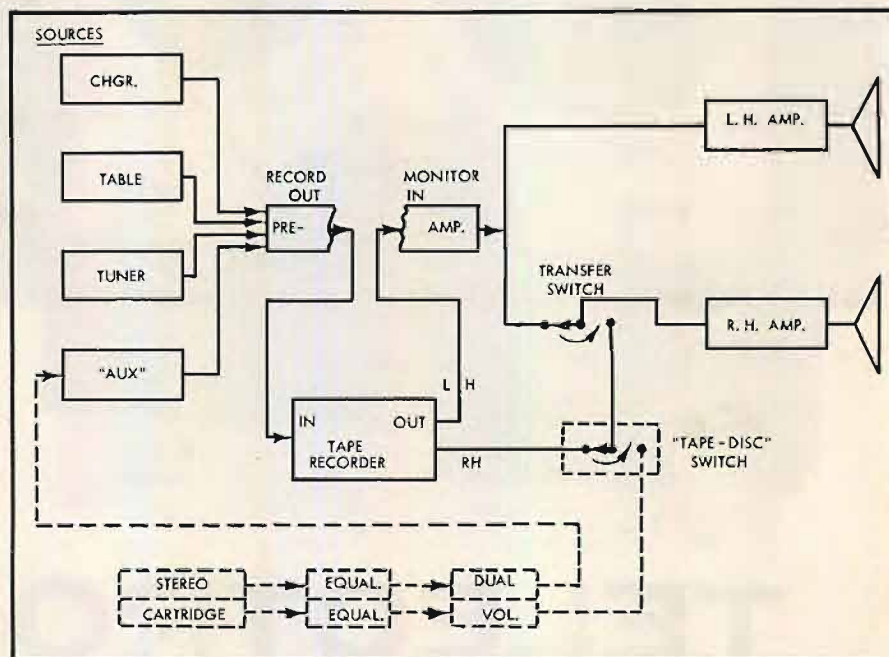 SOURCES
CHGR.
TABLE
TUNER
"AUX"
RECORD
OUT
PRE-
MONITOR
IN
AMP.
L. H. AMP.
TRANSFER
SWITCH
R. H. AMP.
L H
IN
OUT
TAPE
RECORDER
RH
"TAPE-DISC"
SWITCH
STEREO
EQUAL.
DUAL
CARTRIDGE
EQUAL.
VOL.